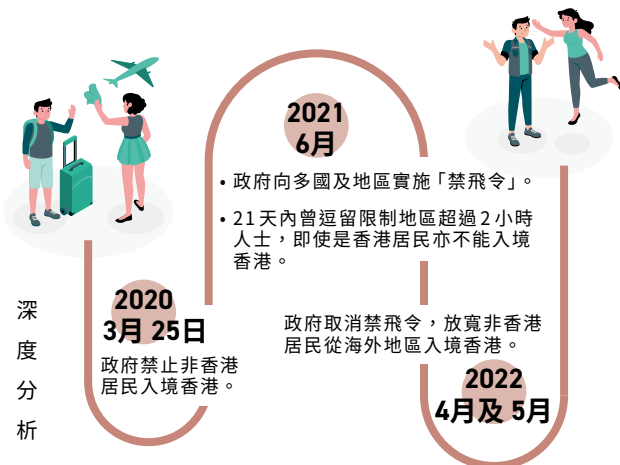 深度分析
2020
3月 25日
政府禁止非香港
居民入境香港。
2021
6月
• 政府向多國及地區實施「禁飛令」。
• 21天內曾逗留限制地區超過2小時
人士，即使是香港居民亦不能入境
香港。
政府取消禁飛令，放寬非香港
居民從海外地區入境香港。
2022
4月及 5月